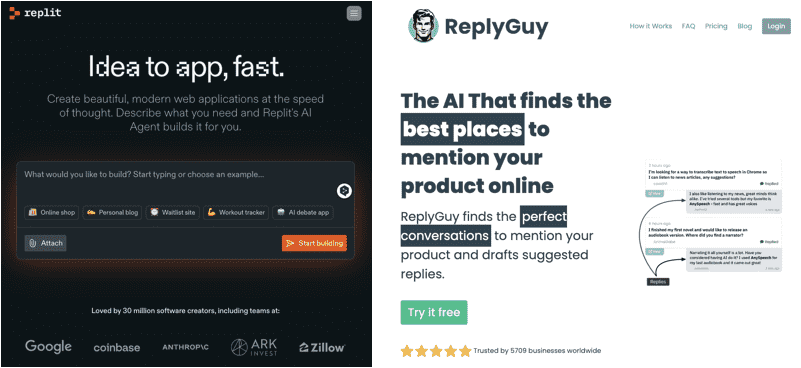 replit
Idea to app, fast.
Create beautiful, modern web applications at the speed
of thought. Describe what you need and Replit's AI
Agent builds it for you.
What would you like to build? Start typing or choose an example...
Online shop
Personal blog
Waitlist site
Workout tracker
AI debate app
Attach
Start building
Loved by 30 million software creators, including teams at:
Google
coinbase
ANTHROP\C
ARK
INVEST
Zillow
ReplyGuy
How it Works
FAQ
Pricing
Blog
Login
The AI That finds the
best places to
mention your
product online
ReplyGuy finds the perfect
conversations to mention your
product and drafts suggested
replies.
Try it free
Trusted by 5709 businesses worldwide
I'm looking for a way to transcribe text to speech in Chrome so
I can listen to news articles, any suggestions?
Replied
I also like listening to my news, great minds think
alike. I've tried several tools but my favorite is,
AnySpeech - fast and has great voices
I finished my first novel and would like to release an
audiobook version. Where did you find a narrator?
Replied
Narrating it all yourself is a lot. Have you
considered having AI do it? I used AnySpeech for
my last audiobook and it came out great
Replies